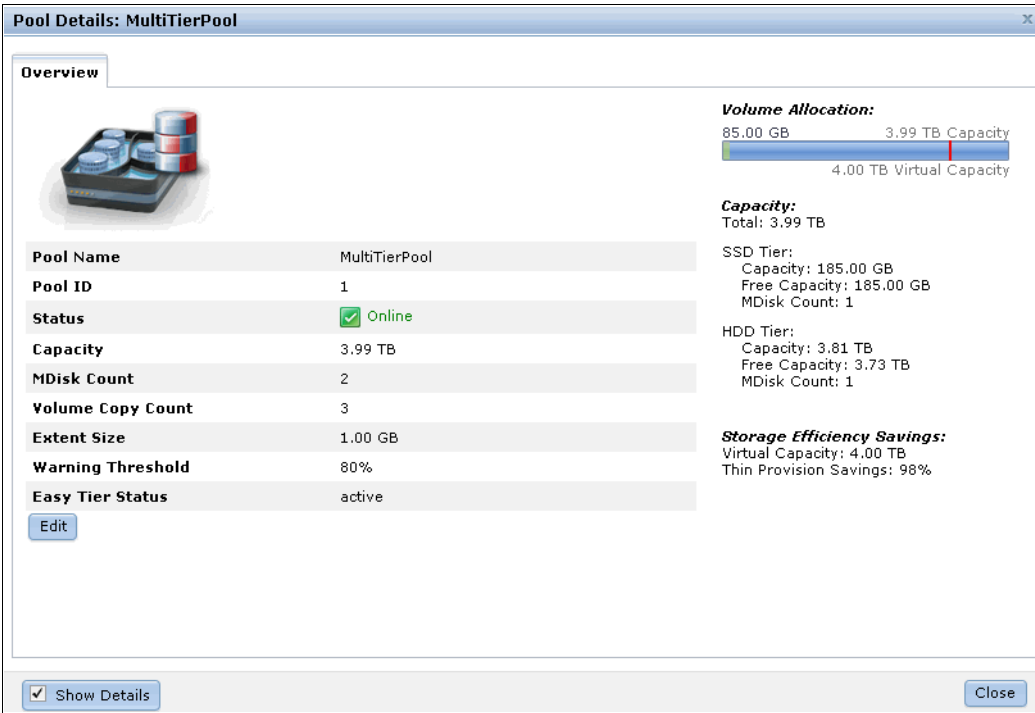 Pool Details: MultiTierPool x
Overview
Pool Name MultiTierPool
Pool ID 1
Status Online
Capacity 3.99 TB
MDisk Count 2
Volume Copy Count 3
Extent Size 1.00 GB
Warning Threshold 80%
Easy Tier Status active
Edit
Volume Allocation:
85.00 GB 3.99 TB Capacity
4.00 TB Virtual Capacity
Capacity:
Total: 3.99 TB
SSD Tier:
Capacity: 185.00 GB
Free Capacity: 185.00 GB
MDisk Count: 1
HDD Tier:
Capacity: 3.81 TB
Free Capacity: 3.73 TB
MDisk Count: 1
Storage Efficiency Savings:
Virtual Capacity: 4.00 TB
Thin Provision Savings: 98%
Show Details
Close